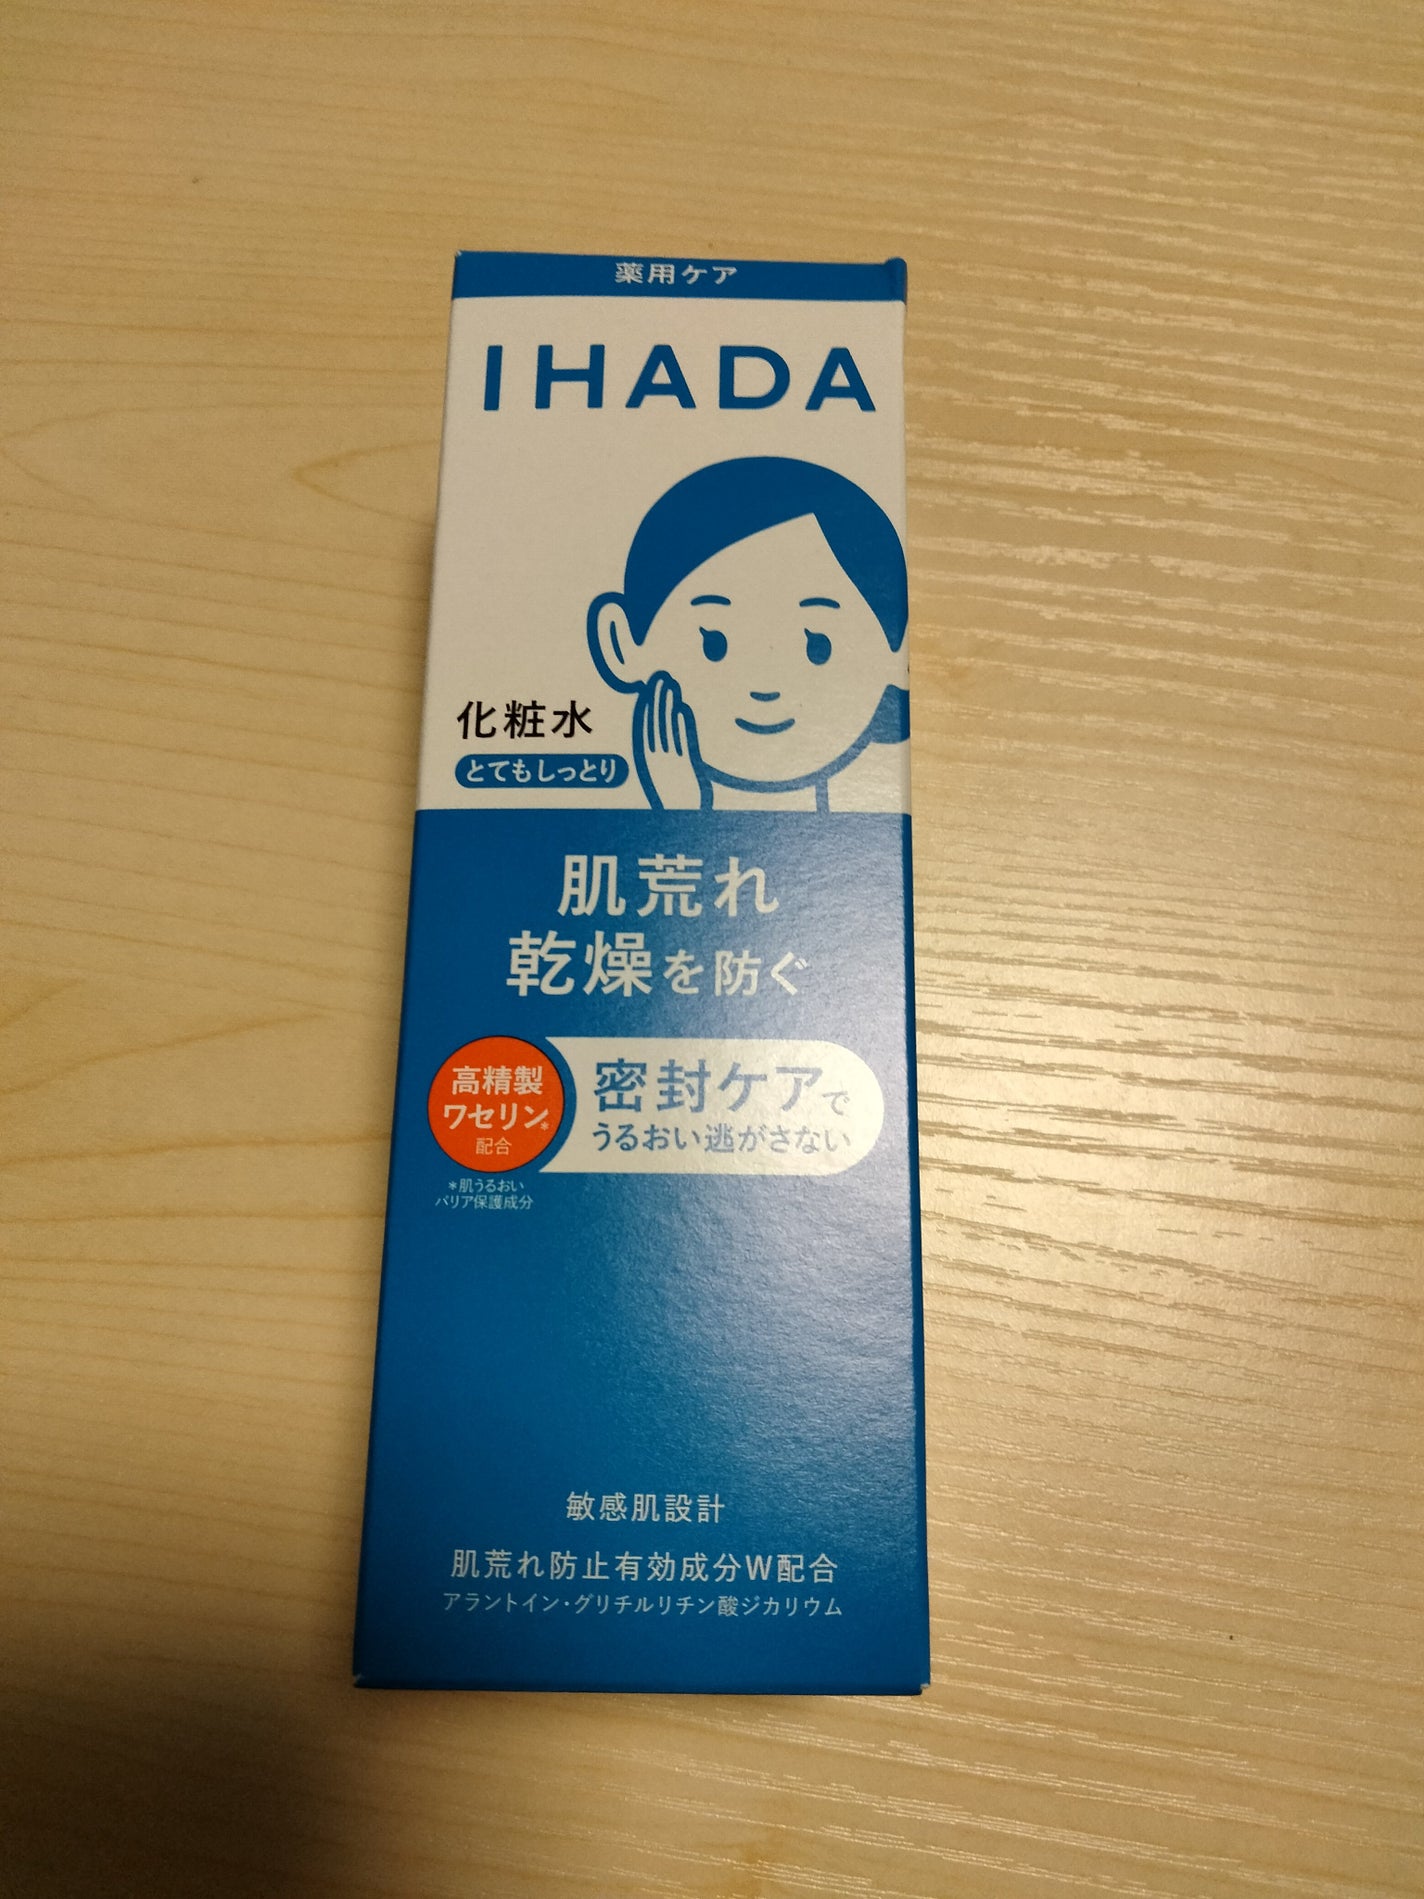 薬用ケア
IHADA
化粧水
とてもしっとり
肌荒れ
乾燥を防ぐ
高精製
ワセリン*
配合
密封ケアで
うるおい逃がさない
*肌うるおい
バリア保護成分
敏感肌設計
肌荒れ防止有効成分W配合
アラントイン・グリチルリチン酸ジカリウム